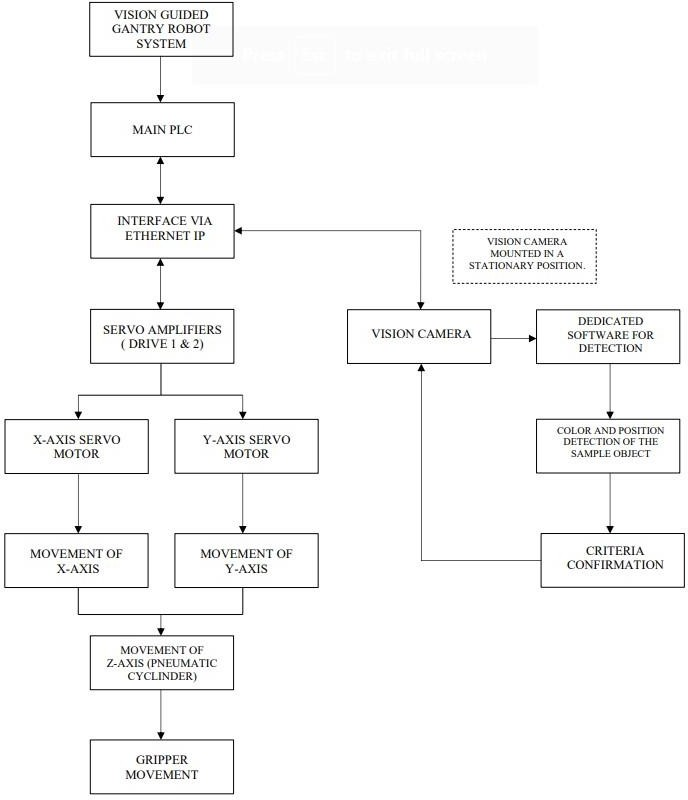 VISION GUIDED
GANTRY ROBOT
SYSTEM
Press Esc to exit full screen
MAIN PLC
INTERFACE VIA
ETHERNET IP
VISION CAMERA
MOUNTED IN A
STATIONARY POSITION.
SERVO AMPLIFIERS
( DRIVE 1 & 2)
VISION CAMERA
DEDICATED
SOFTWARE FOR
DETECTION
X-AXIS SERVO
MOTOR
Y-AXIS SERVO
MOTOR
COLOR AND POSITION
DETECTION OF THE
SAMPLE OBJECT
MOVEMENT OF
X-AXIS
MOVEMENT OF
Y-AXIS
CRITERIA
CONFIRMATION
MOVEMENT OF
Z-AXIS (PNEUMATIC
CYCLINDER)
GRIPPER
MOVEMENT